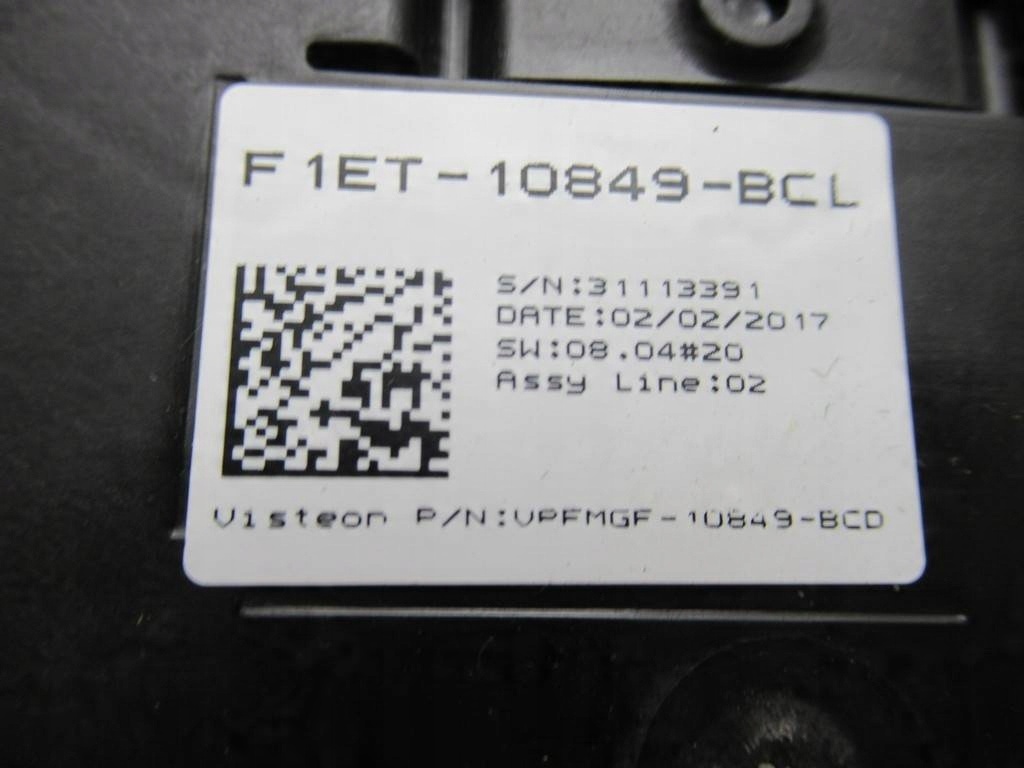 F1ET-10849-BCL
S/N:31113391
DATE:02/02/2017
SW:08.04#20
Assy Line:02
Visteon P/N:VPFMGF-10849-BCD